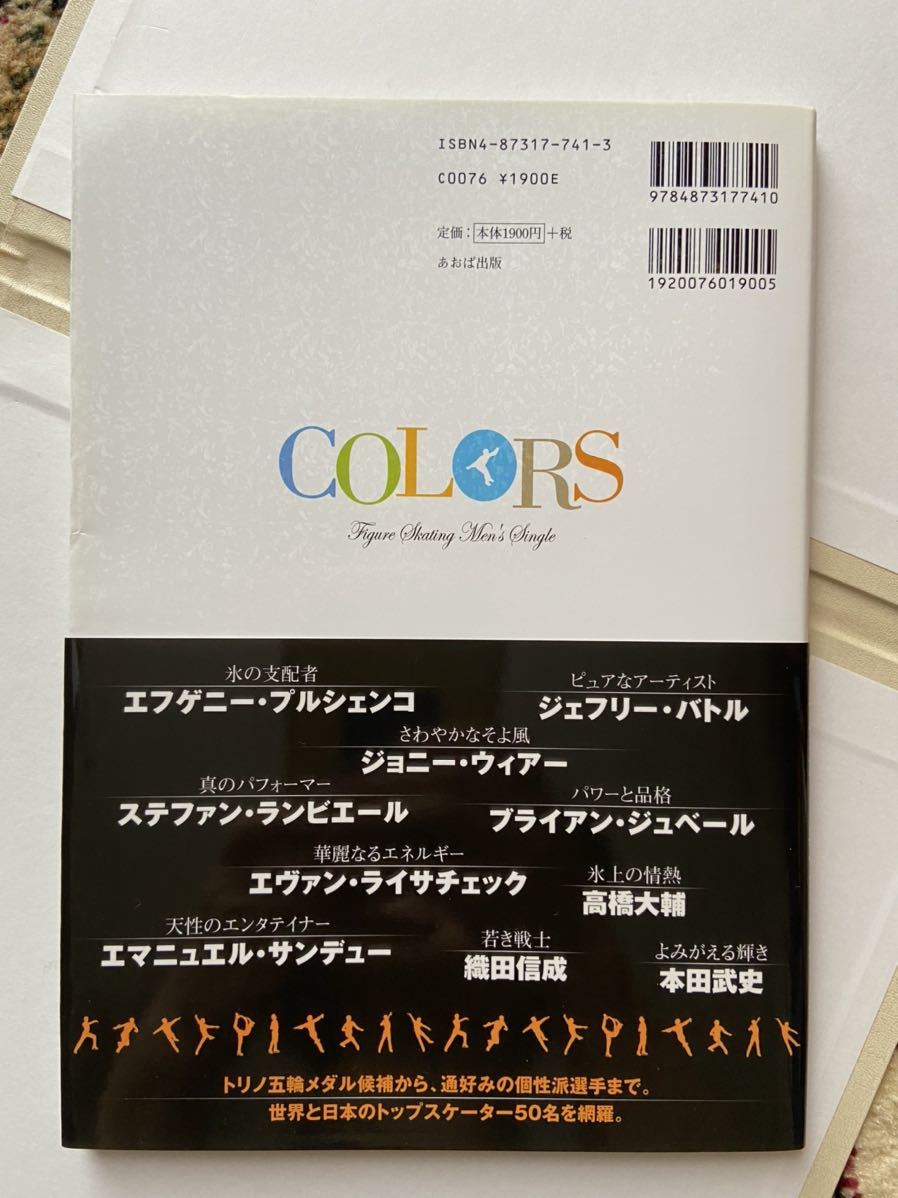 ISBN4-87317-741-3
C0076 ¥1900E
9784873177410
定価：本体1900円+税
あおば出版
1920076019005
COLORS
Figure Skating Men's Single
氷の支配者
エフゲニー・プルシェンコ
ピュアなアーティスト
ジェフリー・バトル
さわやかなそよ風
ジョニー・ウィアー
真のパフォーマー
ステファン・ランビエール
パワーと品格
ブライアン・ジュベール
華麗なるエネルギー
エヴァン・ライサチェック
氷上の情熱
高橋大輔
天性のエンタテイナー
エマニュエル・サンデュー
若き戦士
織田信成
よみがえる輝き
本田武史
トリノ五輪メダル候補から、通好みの個性派選手まで。
世界と日本のトップスケーター50名を網羅。